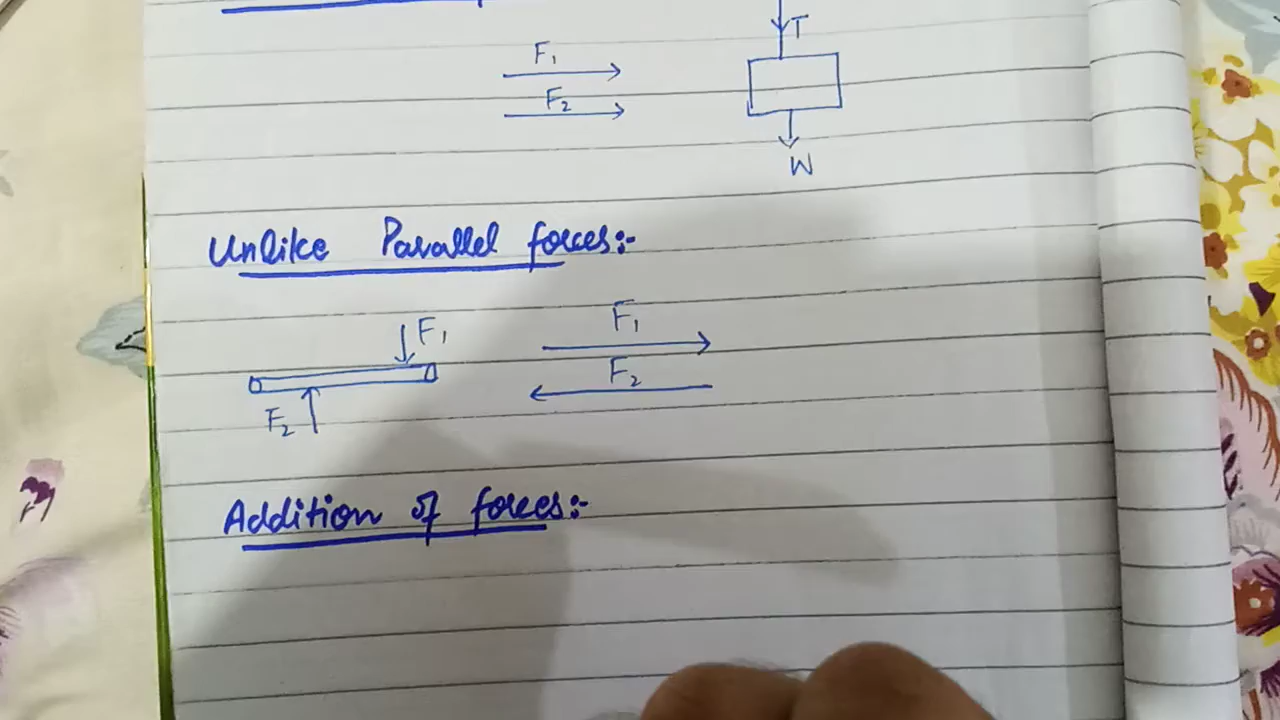 T
F₁
F₂
W
Unlike Parallel forces:-
F₁
F₁
F₂
F₂
Addition of forces:-